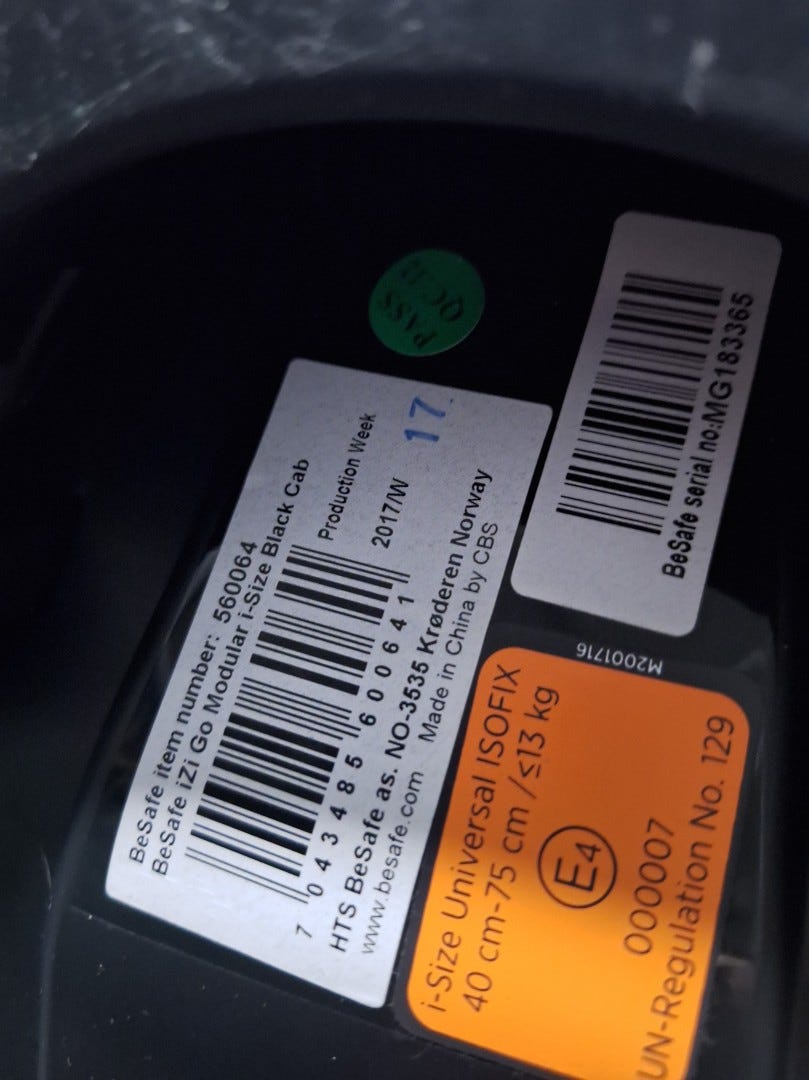 PASS
QC 12
BeSafe item number: 560064
BeSafe iZi Go Modular i-Size Black Cab
Production Week
2017/W 17.
7 043485 600641
HTS BeSafe as. NO-3535 Krøderen Norway
www.besafe.com Made in China by CBS
BeSafe serial no:MG183365
M2001716
i-Size Universal ISOFIX
40 cm-75 cm /≤13 kg
E4
000007
UN-Regulation No. 129